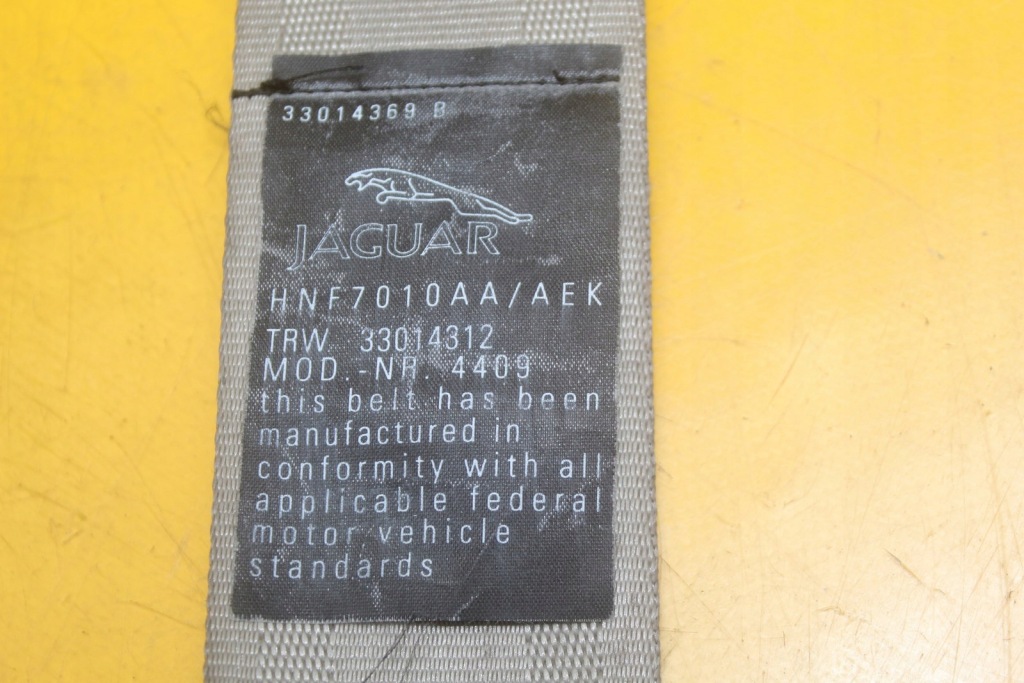 33014369 B
JAGUAR
HNF7010AA/AEK
TRW 33014312
MOD.-NR. 4409
this belt has been
manufactured in
conformity with all
applicable federal
motor vehicle
standards